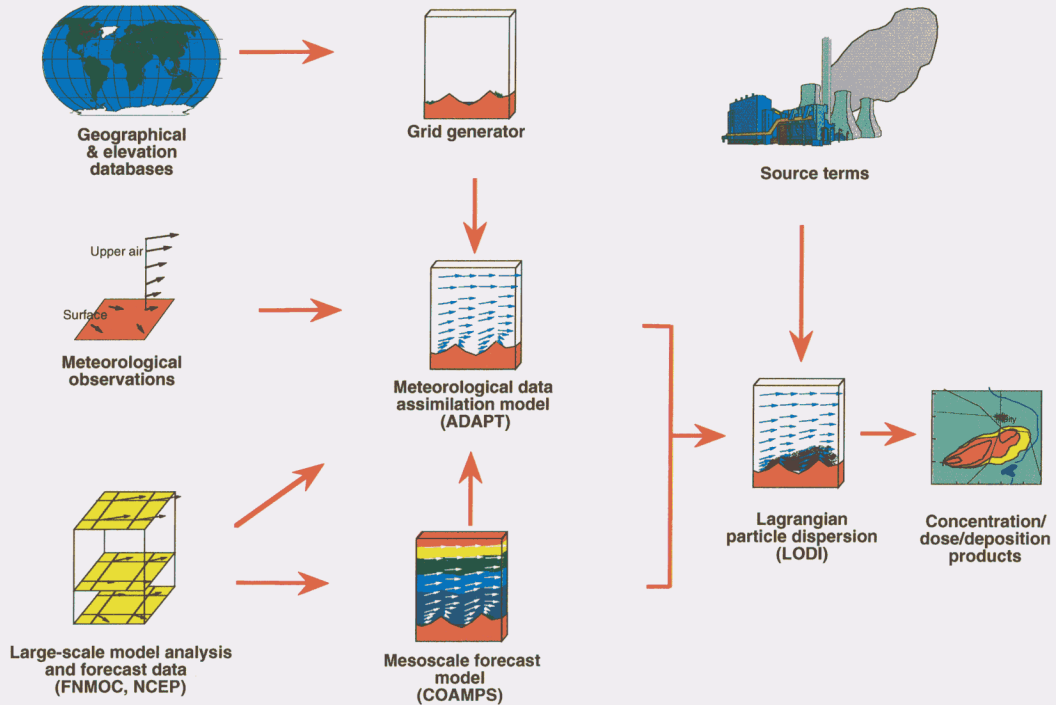 Geographical
& elevation
databases
Grid generator
Source terms
Upper air
Surface
Meteorological
observations
Meteorological data
assimilation model
(ADAPT)
Lagrangian
particle dispersion
(LODI)
Concentration/
dose/deposition
products
Large-scale model analysis
and forecast data
(FNMOC, NCEP)
Mesoscale forecast
model
(COAMPS)